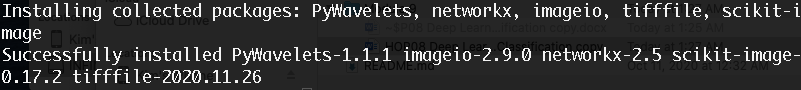 Installing collected packages: PyWavelets, networkx, imageio, tifffile, scikit-i
mage
Successfully installed PyWavelets-1.1.1 imageio-2.9.0 networkx-2.5 scikit-image-
0.17.2 tifffile-2020.11.26